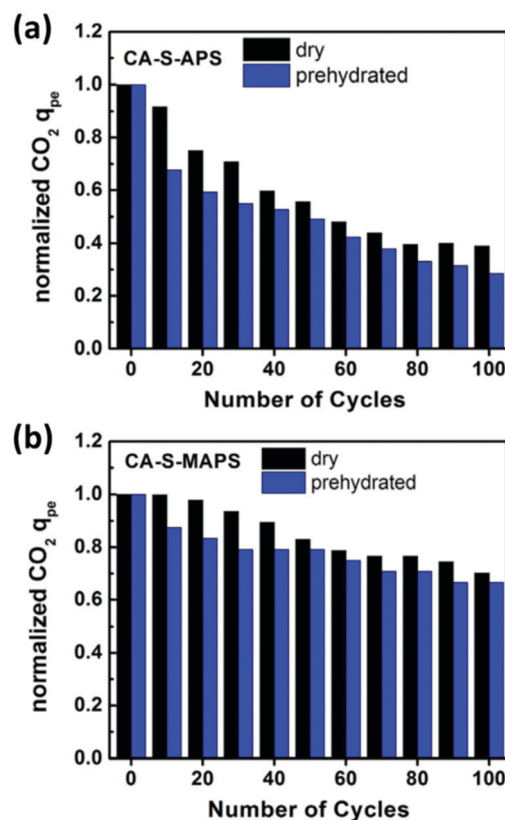 (a)
1.2
CA-S-APS
dry
prehydrated
1.0
0.8
0.6
0.4
0.2
0.0
normalized CO2 qpe
0 20 40 60 80 100
Number of Cycles
(b)
1.2
CA-S-MAPS
dry
prehydrated
1.0
0.8
0.6
0.4
0.2
0.0
normalized CO2 qpe
0 20 40 60 80 100
Number of Cycles